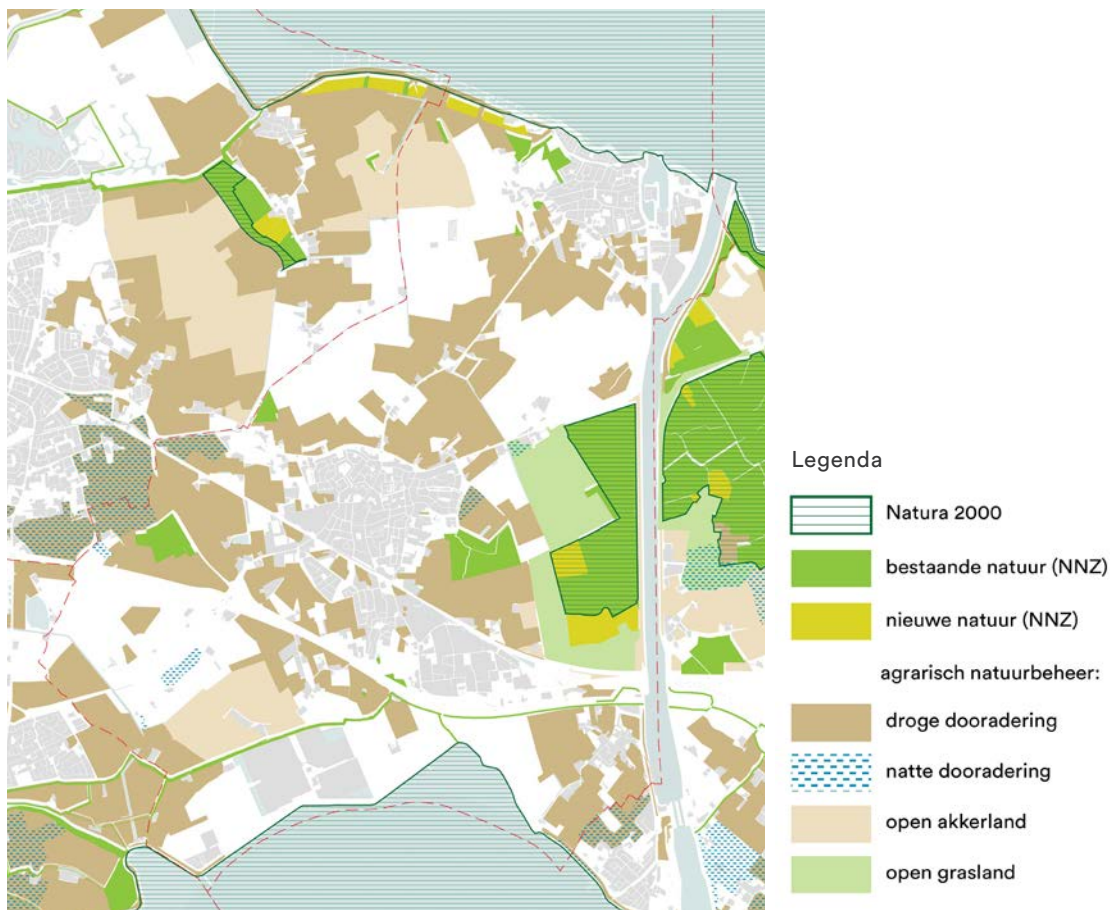 Legenda
Natura 2000
bestaande natuur (NNZ)
nieuwe natuur (NNZ)
agrarisch natuurbeheer:
droge dooradering
natte dooradering
open akkerland
open grasland